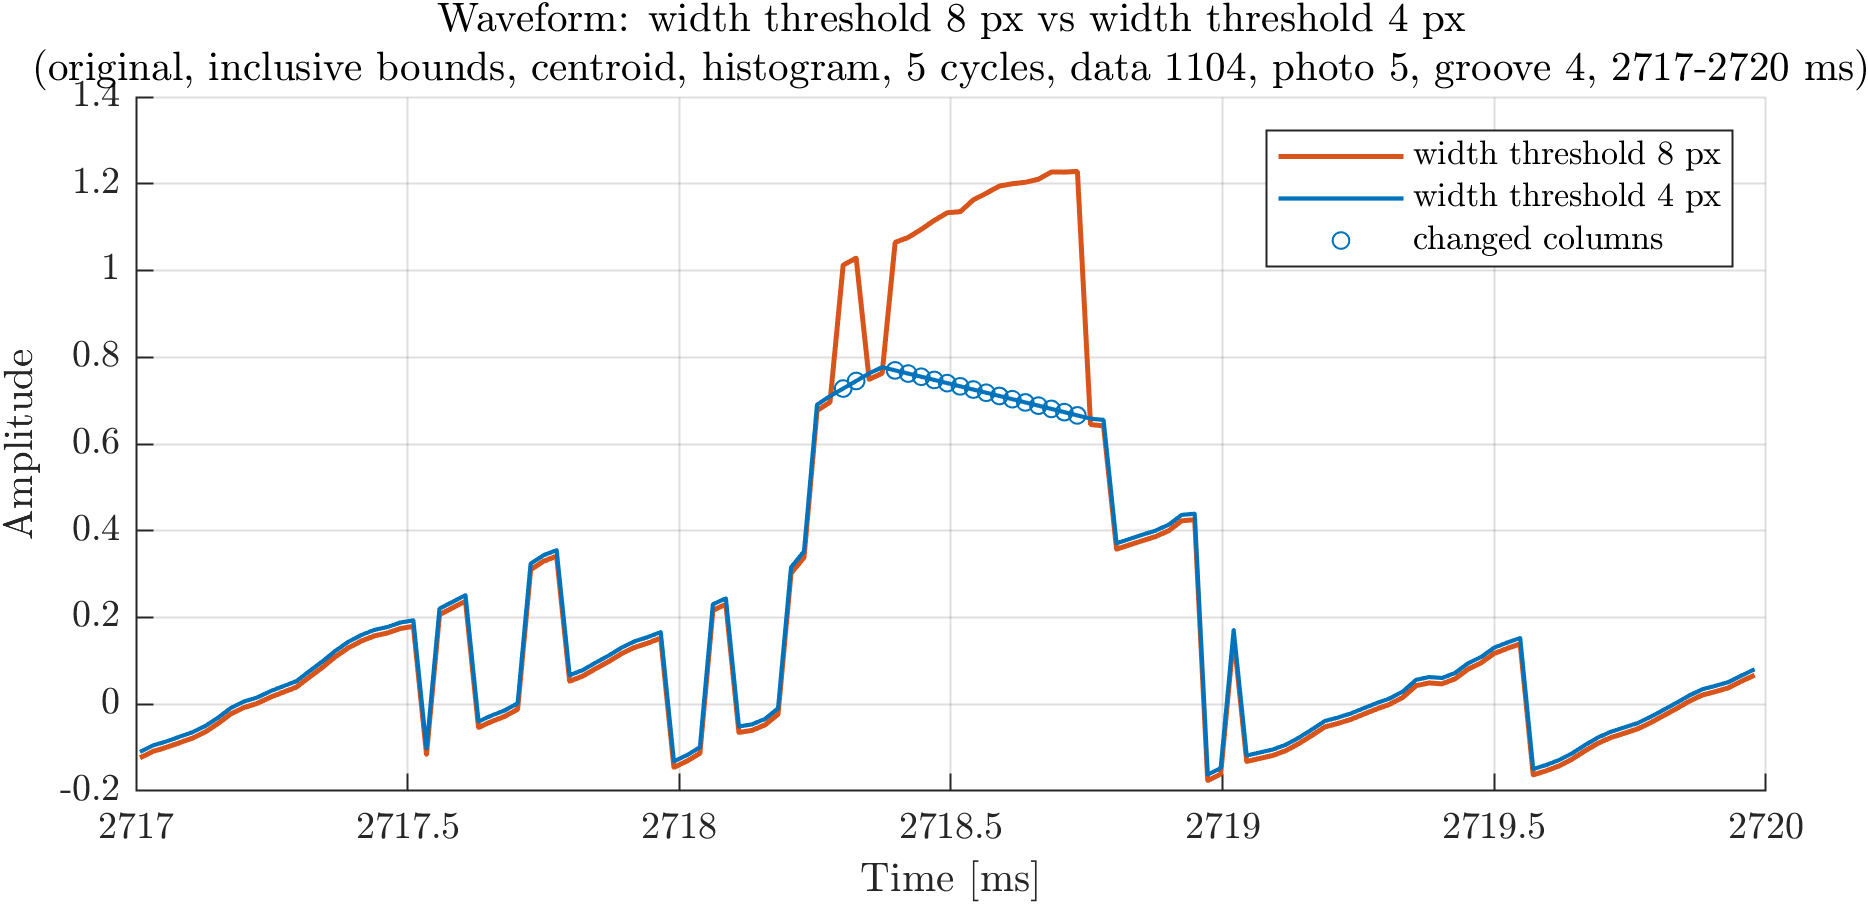 Waveform: width threshold 8 px vs width threshold 4 px
(original, inclusive bounds, centroid, histogram, 5 cycles, data 1104, photo 5, groove 4, 2717-2720 ms)
1.4
1.2
1
0.8
0.6
0.4
0.2
0
-0.2
Amplitude
width threshold 8 px
width threshold 4 px
changed columns
2717 2717.5 2718 2718.5 2719 2719.5 2720
Time [ms]